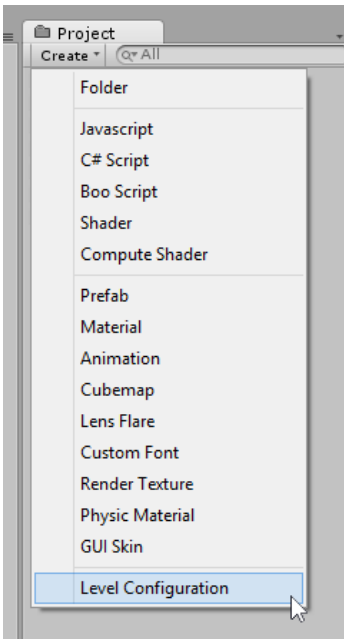 Project
Create All
Folder
Javascript
C# Script
Boo Script
Shader
Compute Shader
Prefab
Material
Animation
Cubemap
Lens Flare
Custom Font
Render Texture
Physic Material
GUI Skin
Level Configuration